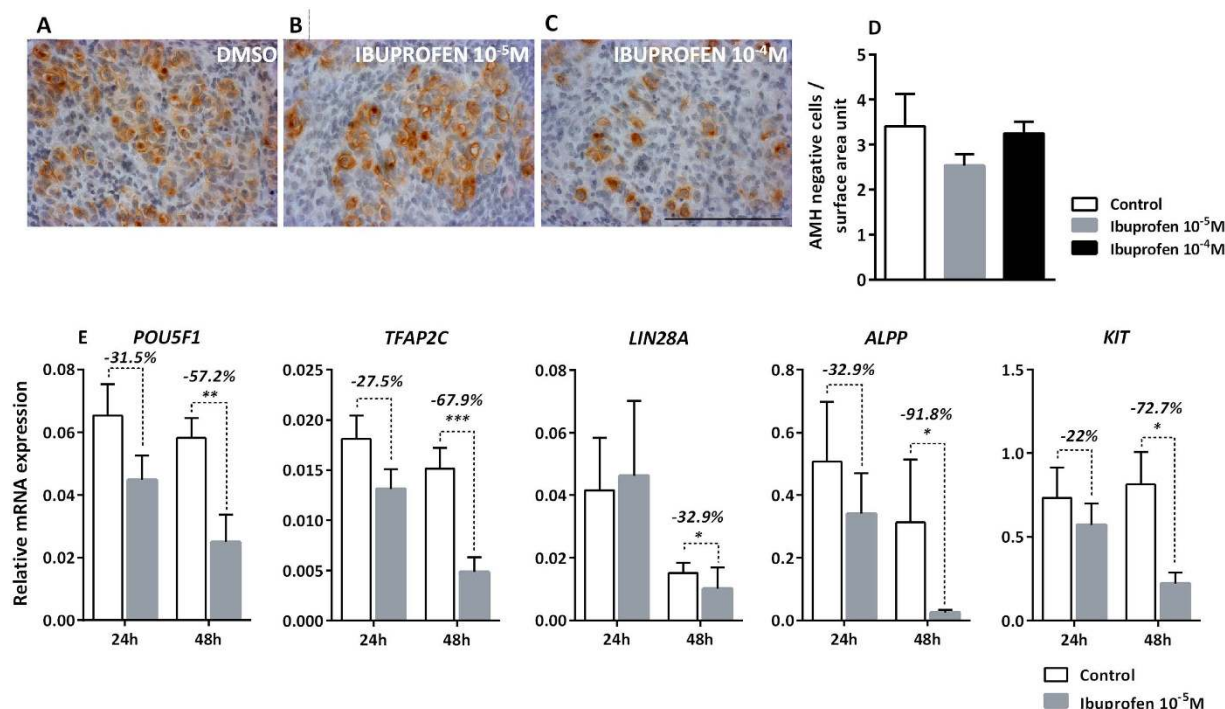 A
B
C
D
DMSO
IBUPROFEN 10-5M
IBUPROFEN 10-4M
AMH negative cells /
surface area unit
5
4
3
2
1
0
Control
Ibuprofen 10-5M
Ibuprofen 10-4M
E
POU5F1
TFAP2C
LIN28A
ALPP
KIT
Relative mRNA expression
0.08
0.06
0.04
0.02
0.00
-31.5%
-57.2%
**
24h
48h
0.025
0.020
0.015
0.010
0.005
0.000
-27.5%
-67.9%
***
24h
48h
0.08
0.06
0.04
0.02
0.00
-32.9%
*
24h
48h
0.8
0.6
0.4
0.2
0.0
-32.9%
-91.8%
*
24h
48h
1.5
1.0
0.5
0.0
-22%
-72.7%
*
24h
48h
Control
Ibuprofen 10-5M